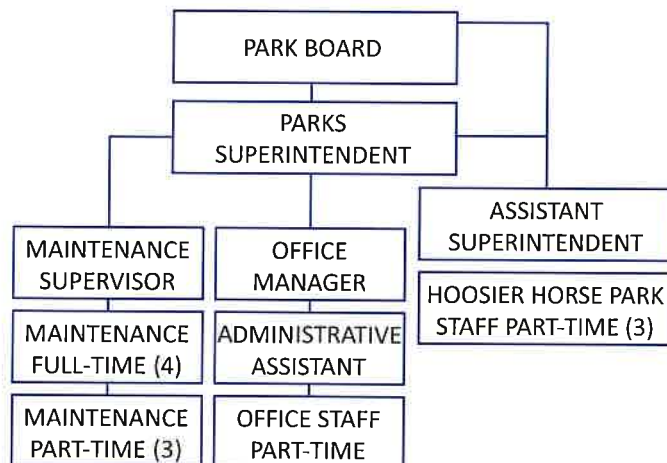 PARK BOARD
PARKS
SUPERINTENDENT
ASSISTANT
SUPERINTENDENT
MAINTENANCE
SUPERVISOR
OFFICE
MANAGER
HOOSIER HORSE PARK
STAFF PART-TIME (3)
MAINTENANCE
FULL-TIME (4)
ADMINISTRATIVE
ASSISTANT
MAINTENANCE
PART-TIME (3)
OFFICE STAFF
PART-TIME